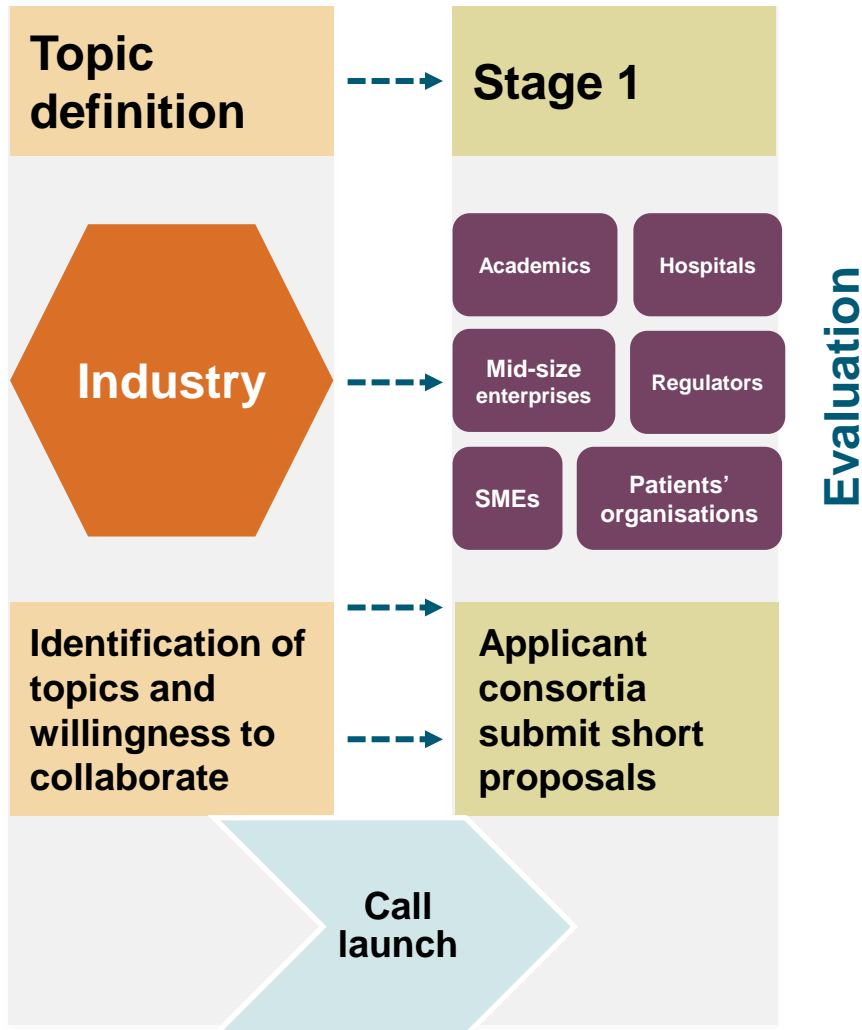 Topic
definition
Stage 1
Industry
Academics
Hospitals
Mid-size
enterprises
Regulators
SMEs
Patients’
organisations
Evaluation
Identification of
topics and
willingness to
collaborate
Applicant
consortia
submit short
proposals
Call
launch